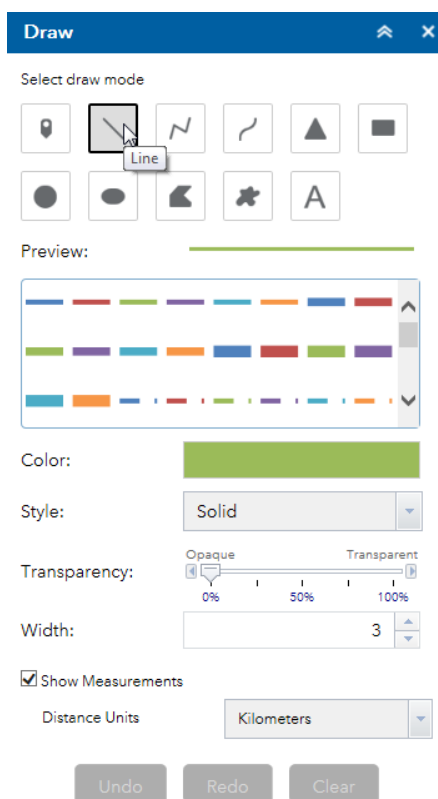 Draw
Select draw mode
Line
A
Preview:
Color:
Style: Solid
Opaque Transparent
Transparency:
0% 50% 100%
Width: 3
Show Measurements
Distance Units Kilometers
Undo Redo Clear